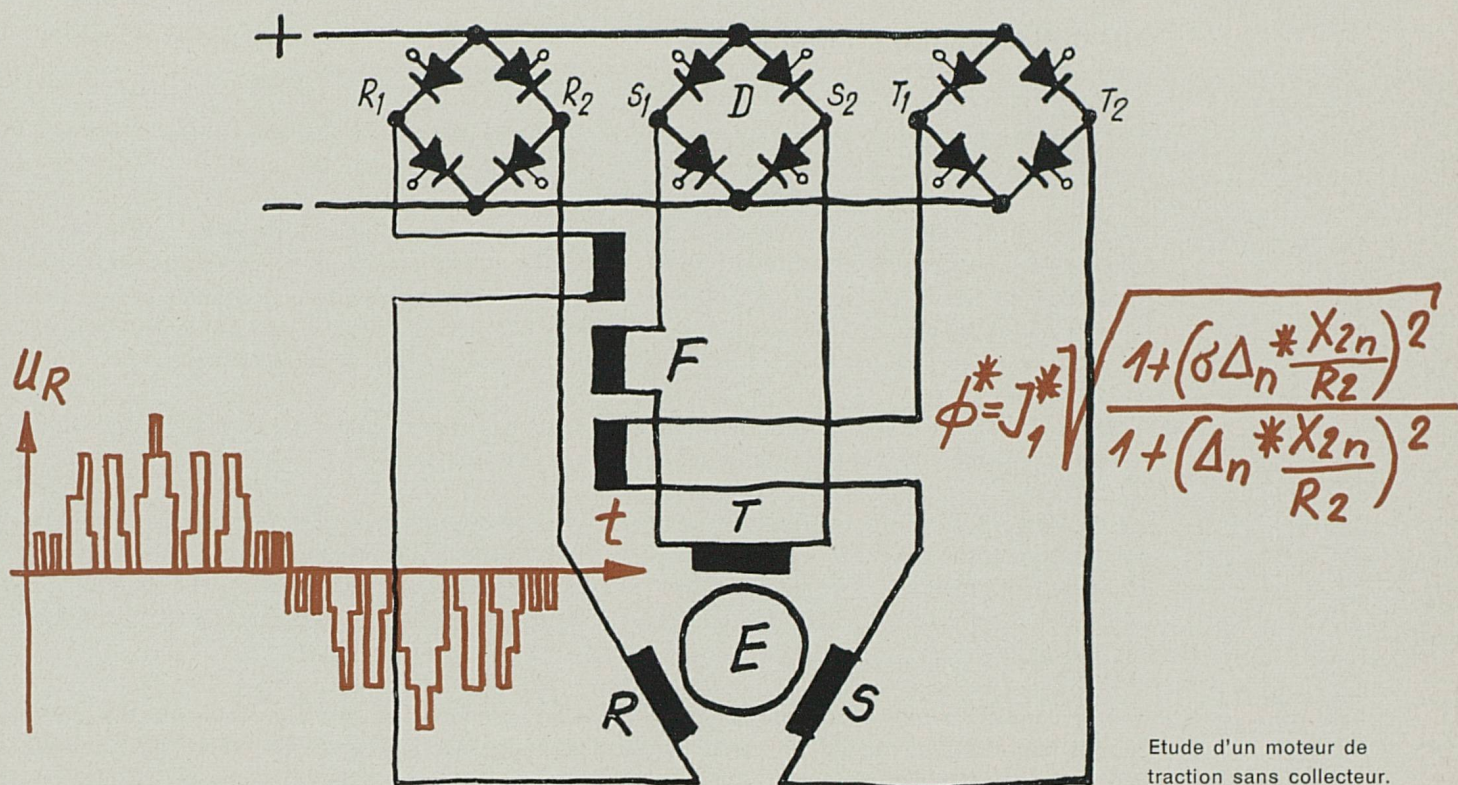 +
R1 R2 S1 D S2 T1 T2
−
F
uR
ϕ* = J1* √((1+(σΔn* X2n/R2)²)/(1+(Δn* X2n/R2)²))
t
T
E
R S
Etude d'un moteur de
traction sans collecteur.